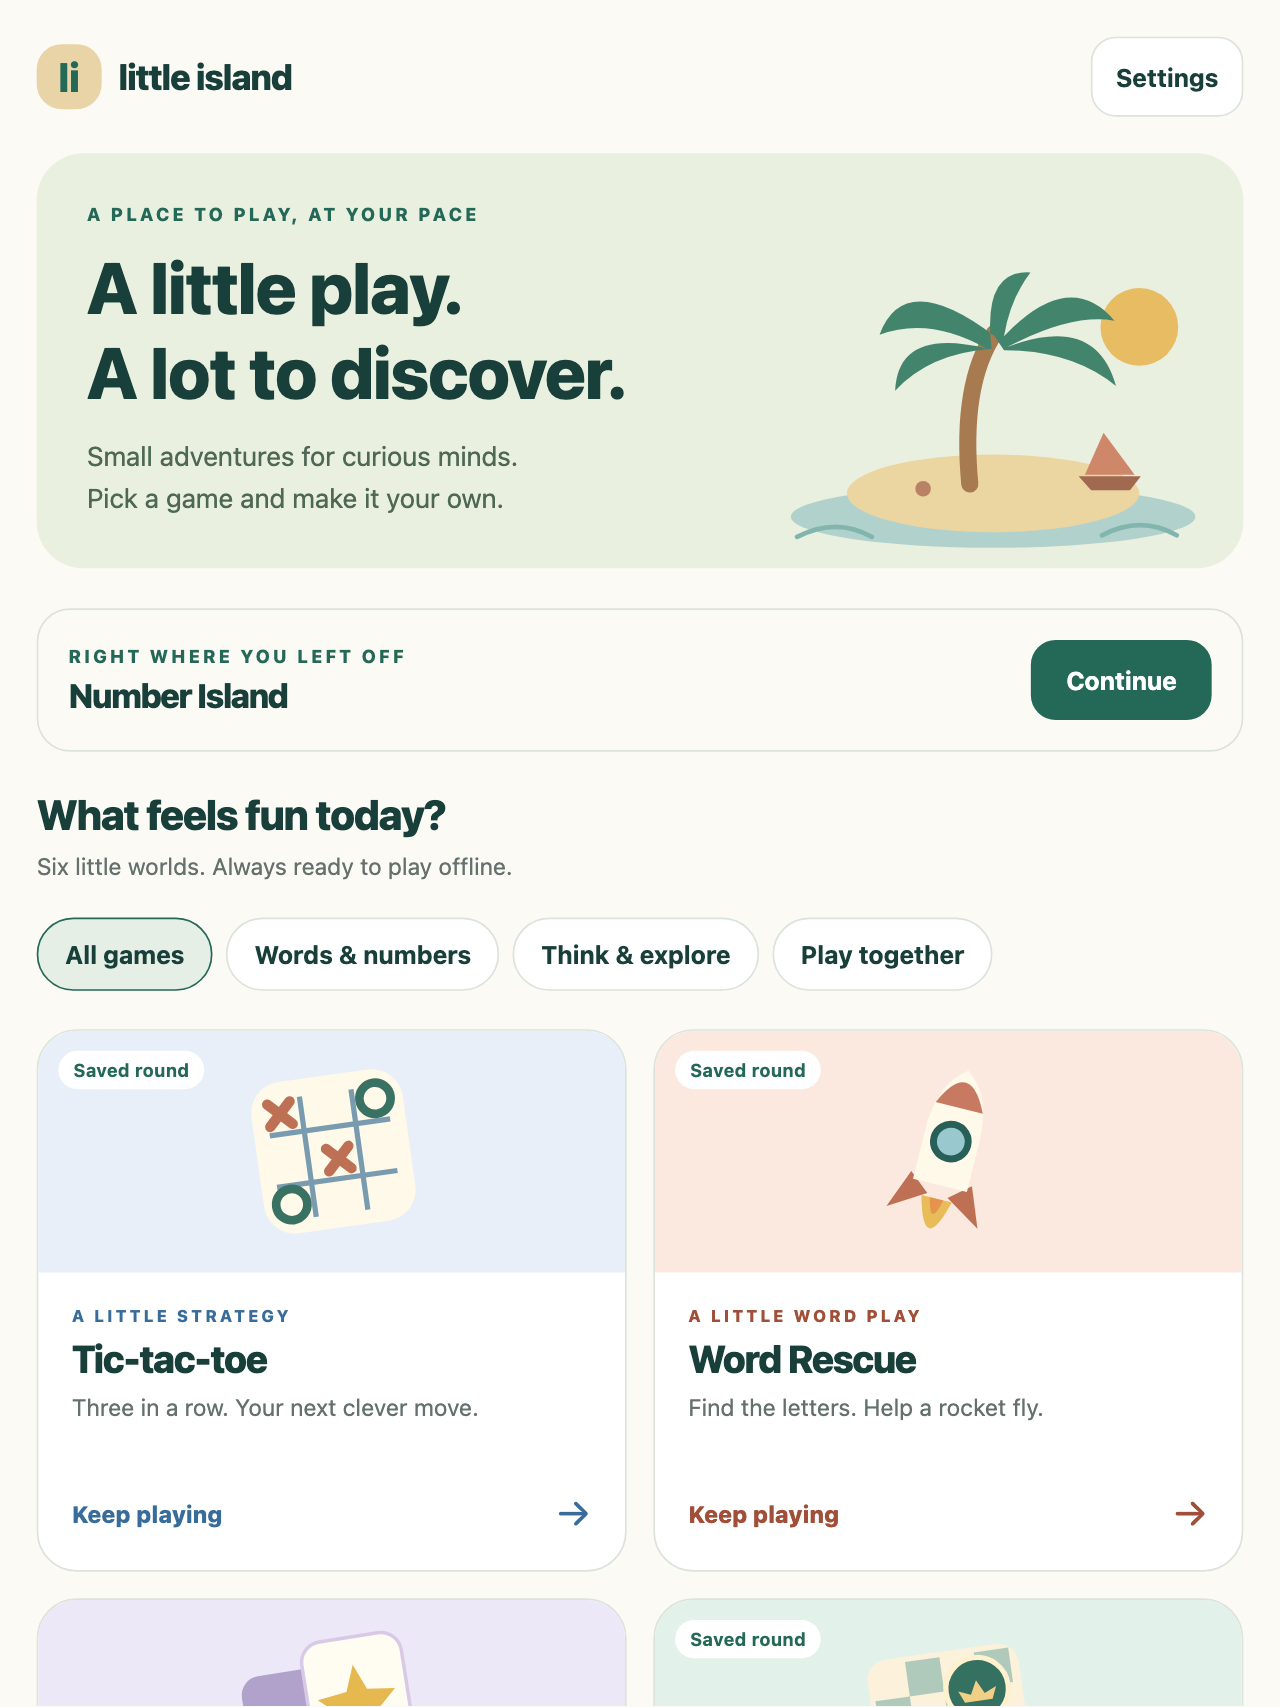 li
little island
Settings
A PLACE TO PLAY, AT YOUR PACE
A little play.
A lot to discover.
Small adventures for curious minds.
Pick a game and make it your own.
RIGHT WHERE YOU LEFT OFF
Number Island
Continue
What feels fun today?
Six little worlds. Always ready to play offline.
All games
Words & numbers
Think & explore
Play together
Saved round
A LITTLE STRATEGY
Tic-tac-toe
Three in a row. Your next clever move.
Keep playing
Saved round
A LITTLE WORD PLAY
Word Rescue
Find the letters. Help a rocket fly.
Keep playing
Saved round